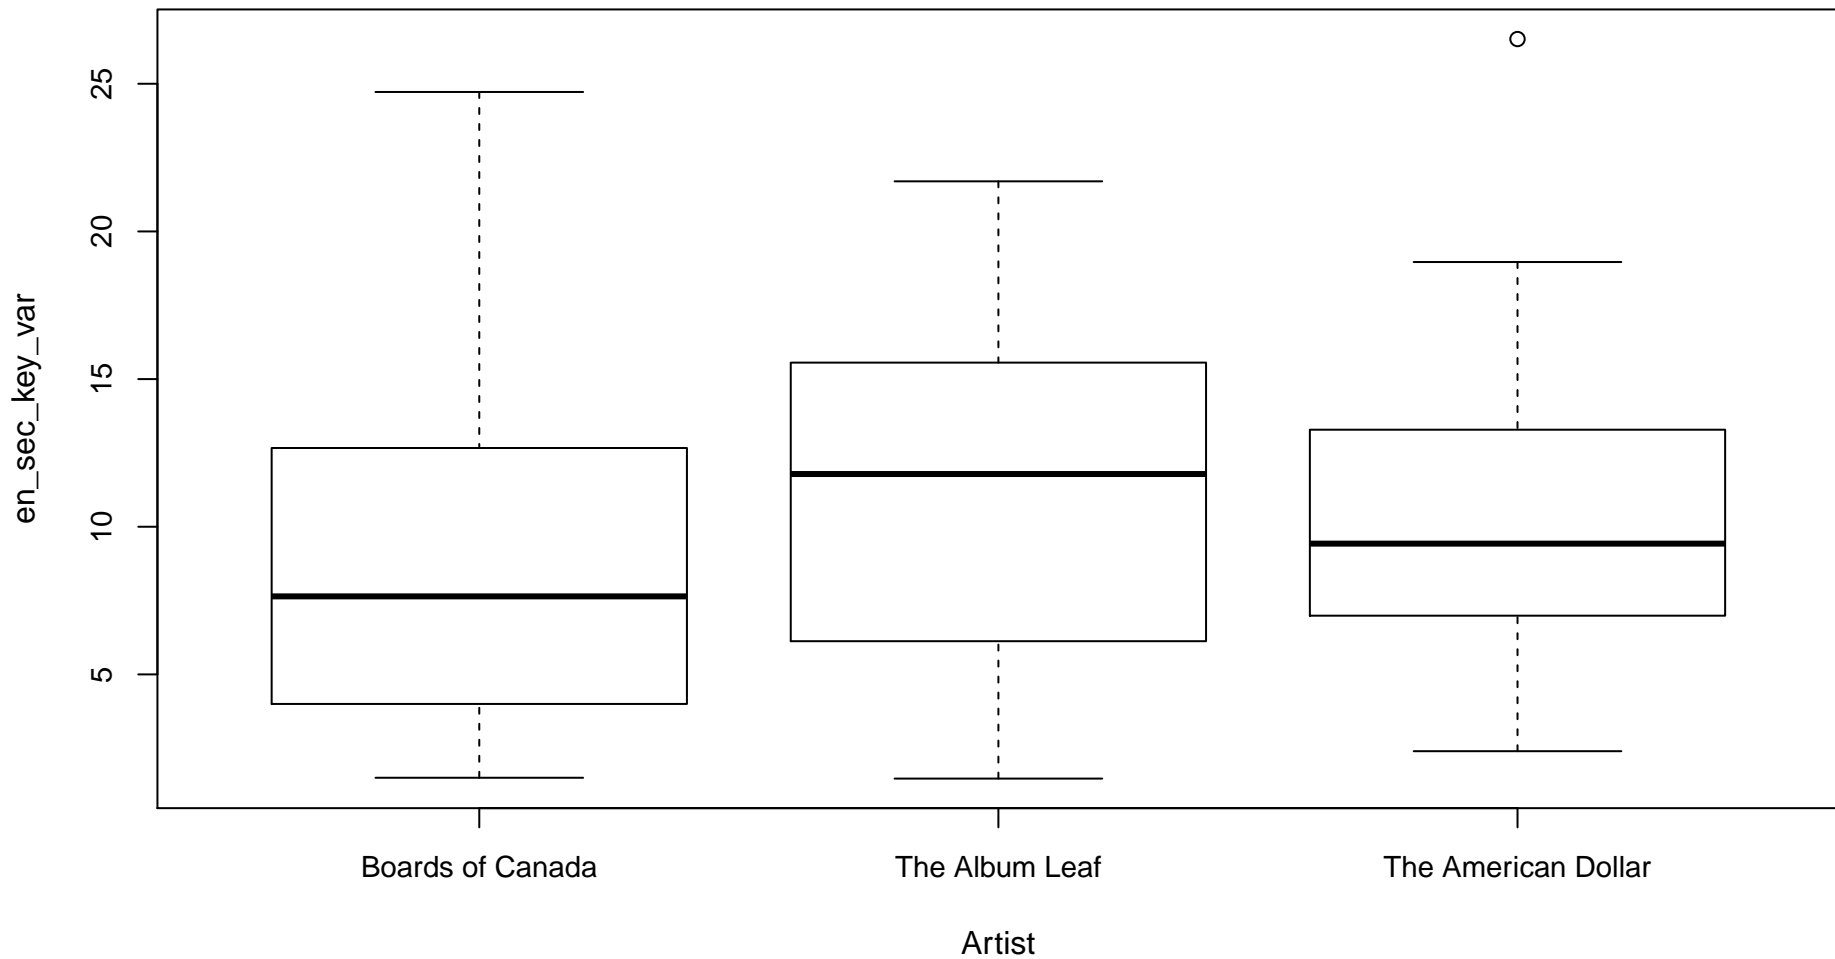 en_sec_key_var
25
20
15
10
5
Boards of Canada
The Album Leaf
The American Dollar
Artist